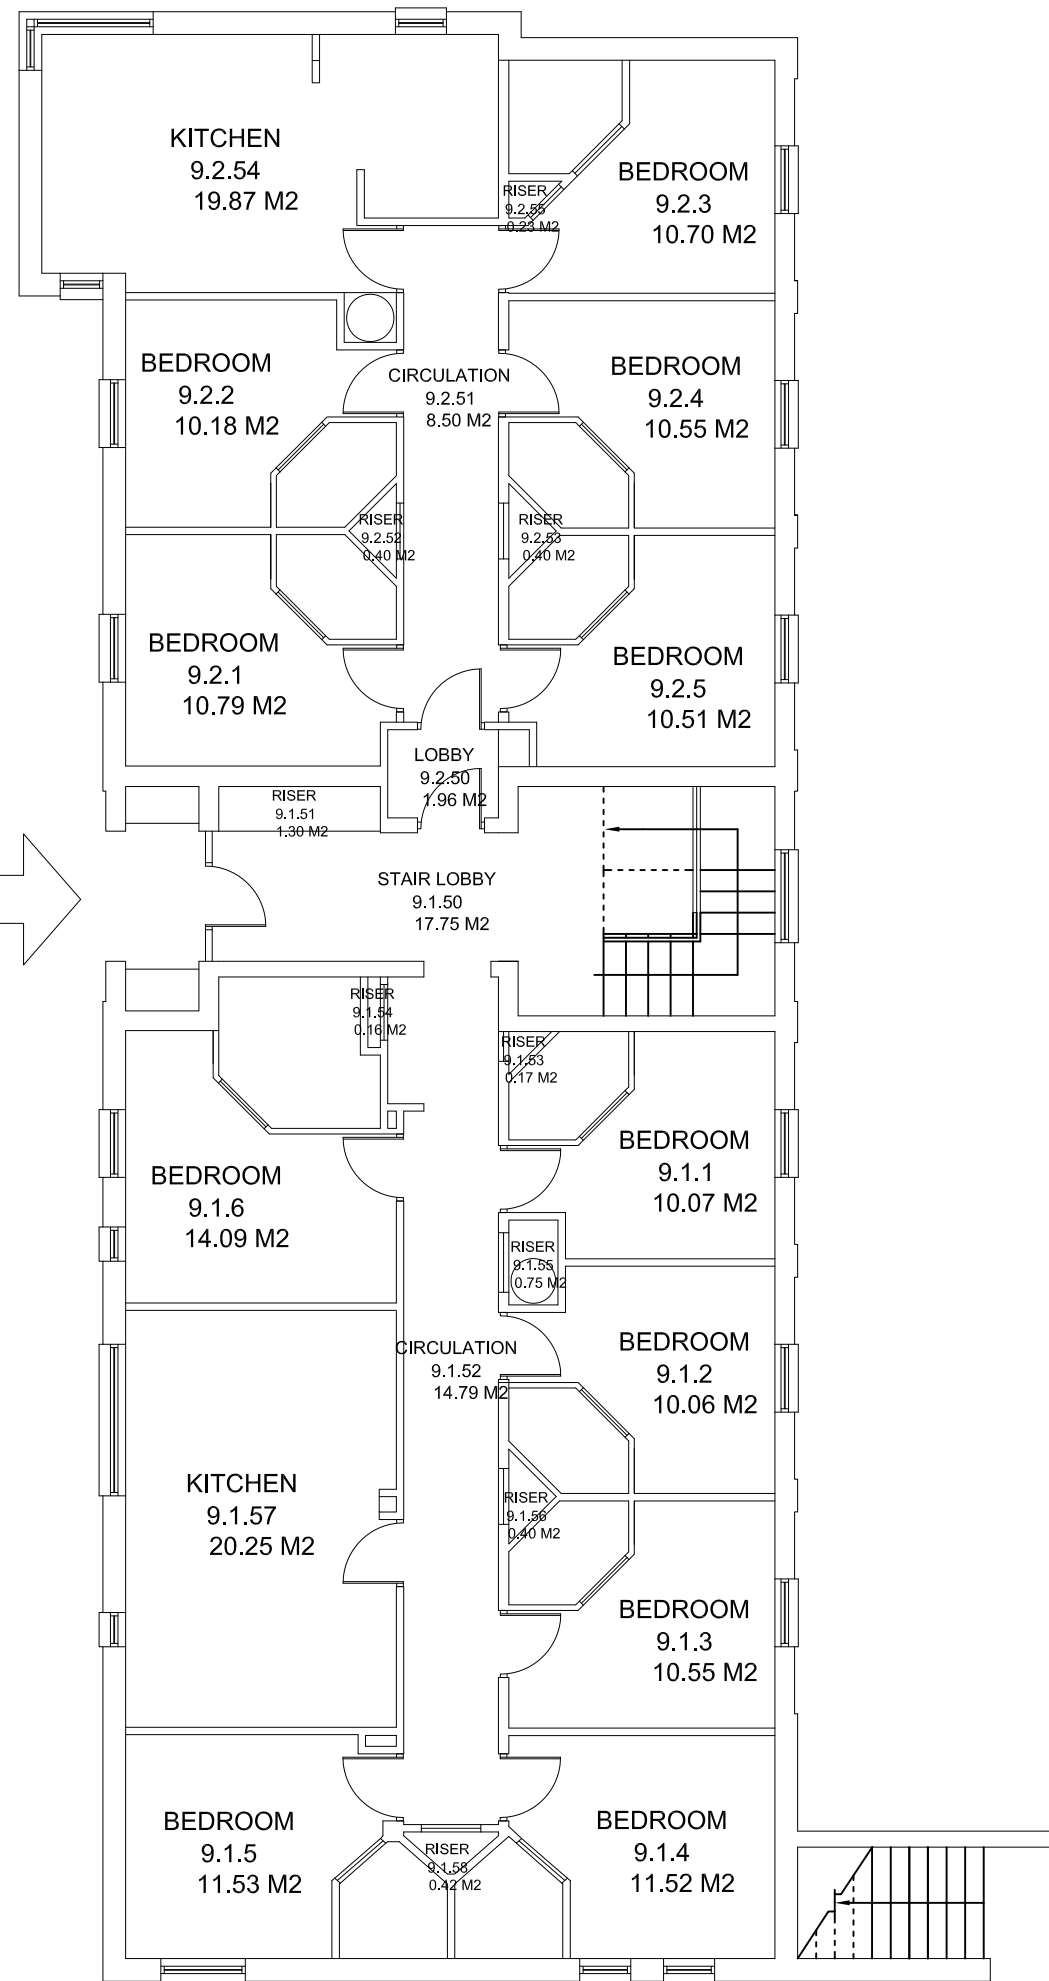 KITCHEN
9.2.54
19.87 M2
BEDROOM
9.2.3
10.70 M2
RISER
9.2.55
0.23 M2
BEDROOM
9.2.2
10.18 M2
CIRCULATION
9.2.51
8.50 M2
BEDROOM
9.2.4
10.55 M2
RISER
9.2.52
0.40 M2
RISER
9.2.53
0.40 M2
BEDROOM
9.2.1
10.79 M2
BEDROOM
9.2.5
10.51 M2
LOBBY
9.2.50
1.96 M2
RISER
9.1.51
1.30 M2
STAIR LOBBY
9.1.50
17.75 M2
RISER
9.1.54
0.16 M2
RISER
9.1.53
0.17 M2
BEDROOM
9.1.6
14.09 M2
BEDROOM
9.1.1
10.07 M2
RISER
9.1.55
0.75 M2
CIRCULATION
9.1.52
14.79 M2
BEDROOM
9.1.2
10.06 M2
KITCHEN
9.1.57
20.25 M2
RISER
9.1.56
0.40 M2
BEDROOM
9.1.3
10.55 M2
BEDROOM
9.1.5
11.53 M2
RISER
9.1.58
0.42 M2
BEDROOM
9.1.4
11.52 M2